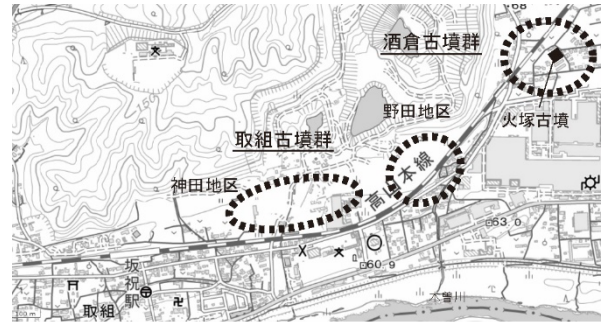 68
酒倉古墳群
火塚古墳
野田地区
取組古墳群
150
神田地区
高山本線
63.0
60.9
坂祝駅
取組
木曽川